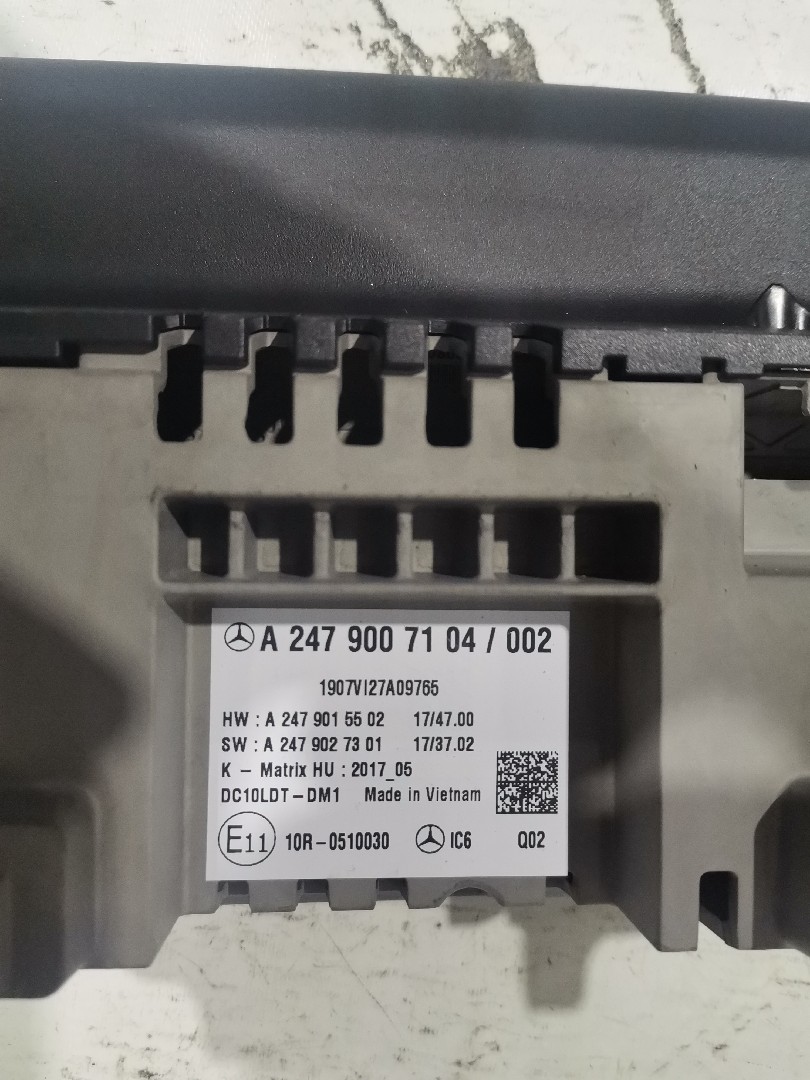 A 247 900 71 04 / 002
1907VI27A09765
HW : A 247 901 55 02 17/47.00
SW : A 247 902 73 01 17/37.02
K - Matrix HU : 2017_05
DC10LDT-DM1 Made in Vietnam
E11 10R-0510030 IC6 Q02